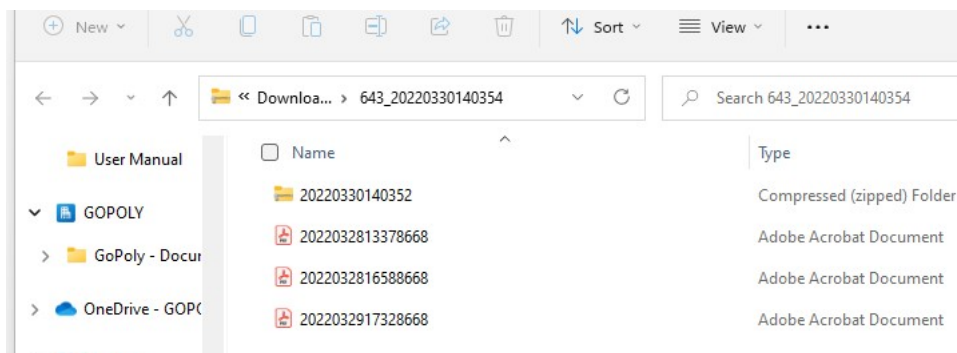 New
Sort
View
...
« Downloa... > 643_20220330140354
Search 643_20220330140354
User Manual
GOPOLY
GoPoly - Docur
OneDrive - GOPO
Name
Type
20220330140352
Compressed (zipped) Folder
2022032813378668
Adobe Acrobat Document
2022032816588668
Adobe Acrobat Document
2022032917328668
Adobe Acrobat Document